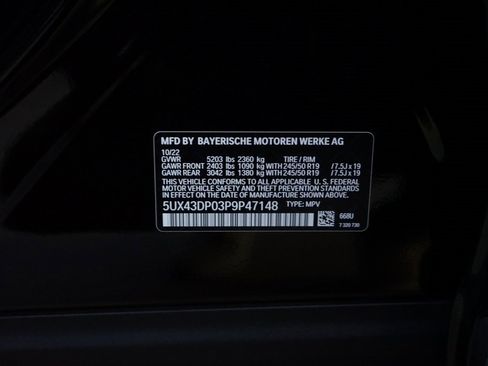 MFD BY BAYERISCHE MOTOREN WERKE AG
10/22
GVWR 5203 lbs 2360 kg TIRE / RIM
GAWR FRONT 2403 lbs 1090 kg WITH 245/50 R19 /7.5J x 19
GAWR REAR 3042 lbs 1380 kg WITH 245/50 R19 /7.5J x 19
THIS VEHICLE CONFORMS TO ALL APPLICABLE FEDERAL
MOTOR VEHICLE SAFETY AND THEFT PREVENTION STANDARDS
IN EFFECT ON THE DATE OF MANUFACTURE SHOWN ABOVE.
5UX43DP03P9P47148 TYPE: MPV
668U
7 320 730